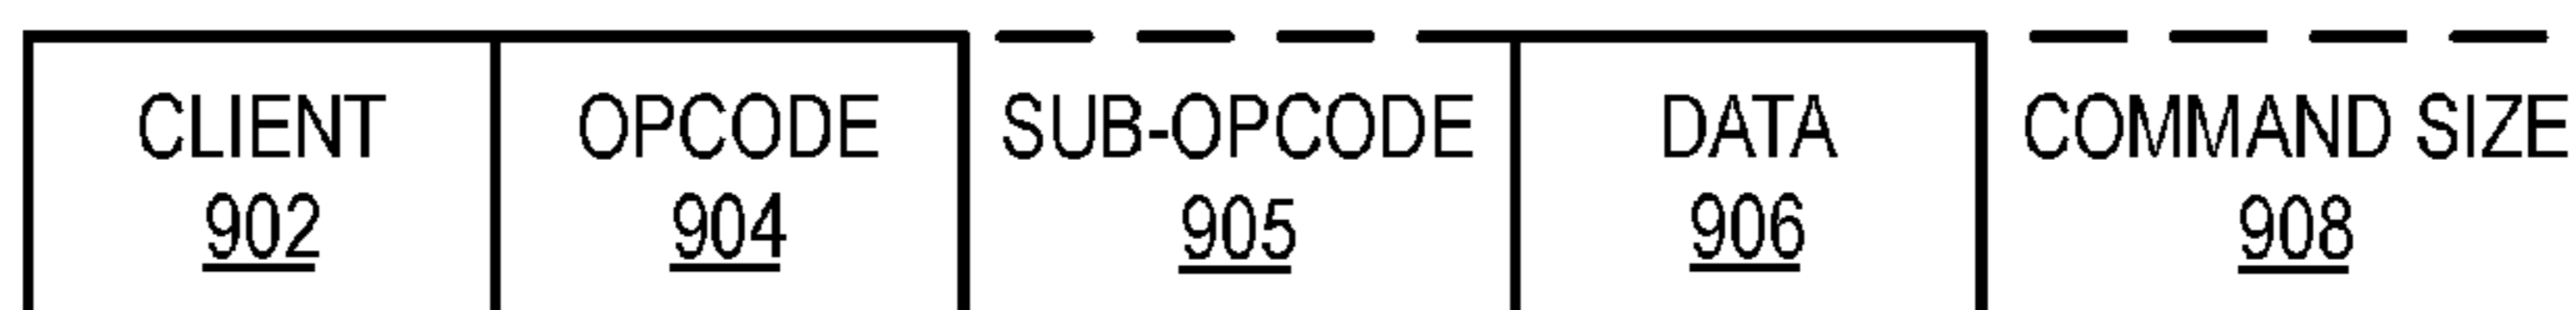 CLIENT OPCODE SUB-OPCODE DATA COMMAND SIZE
902 904 905 906 908